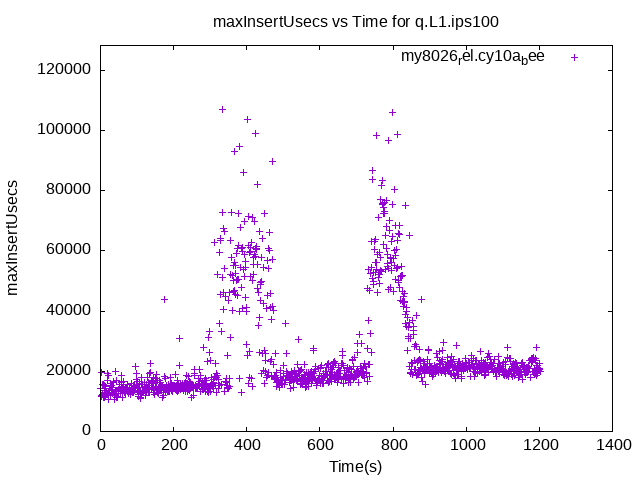 maxInsertUsecs vs Time for q.L1.ips100
my8026rel.cy10abee
120000
100000
80000
60000
40000
20000
0
maxInsertUsecs
0 200 400 600 800 1000 1200 1400
Time(s)